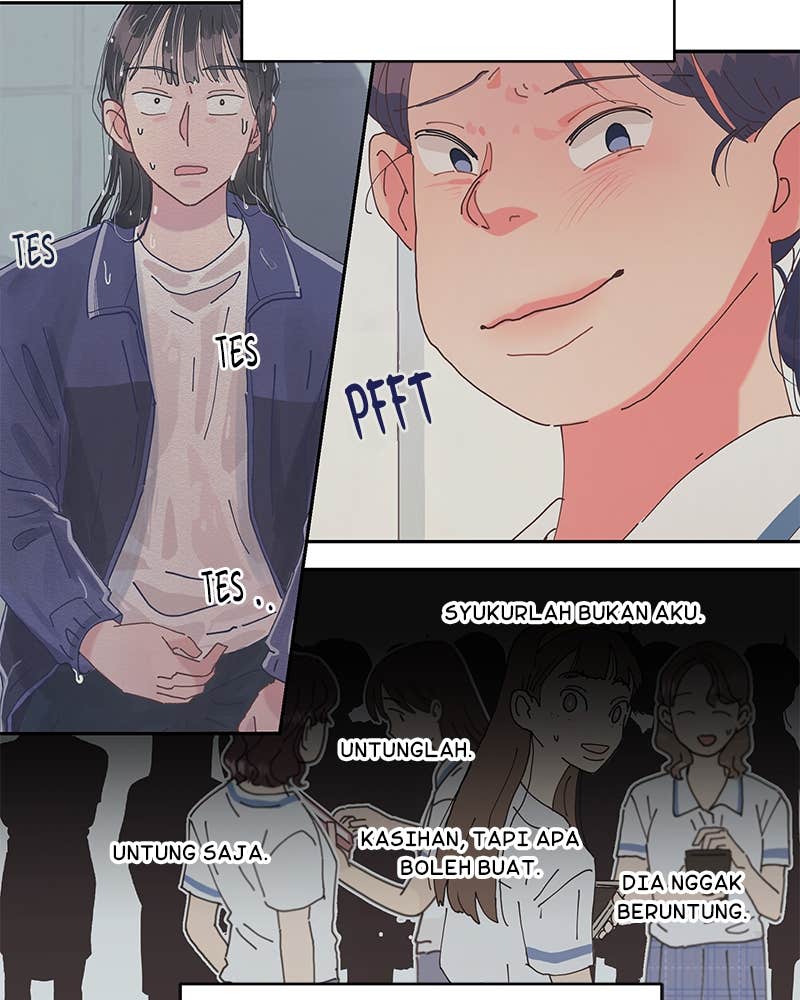 TES
TES
PFFT
TES..
SYUKURLAH BUKAN AKU.
UNTUNGLAH.
UNTUNG SAJA.
KASIHAN, TAPI APA
BOLEH BUAT.
DIA NGGAK
BERUNTUNG.